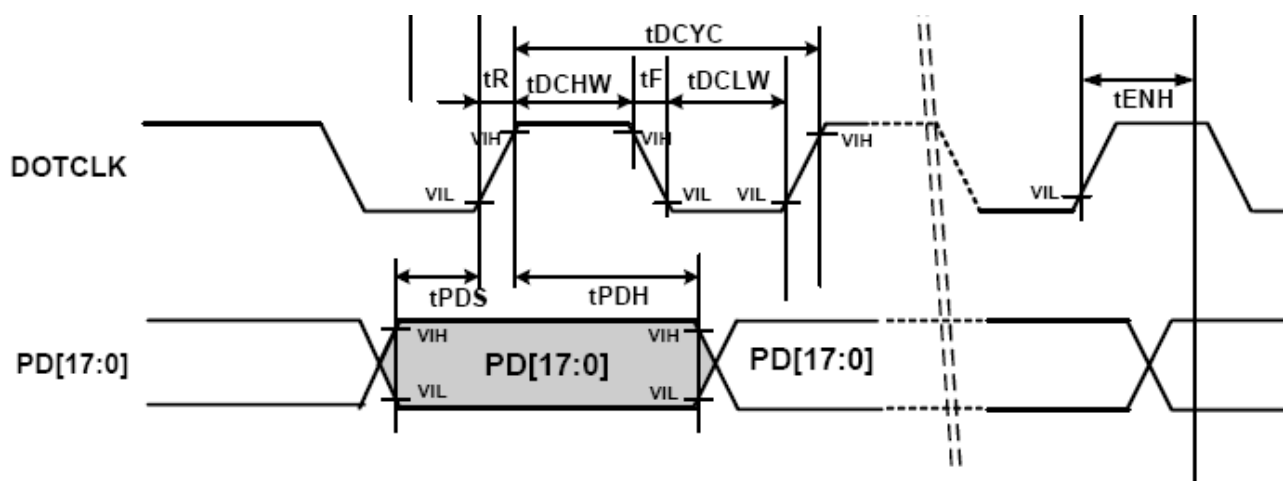 tDCYC
tR tDCHW tF tDCLW
tENH
DOTCLK
VIH VIH VIH
VIL VIL VIL VIL
tPDS tPDH
VIH VIH
PD[17:0] PD[17:0] PD[17:0]
VIL VIL